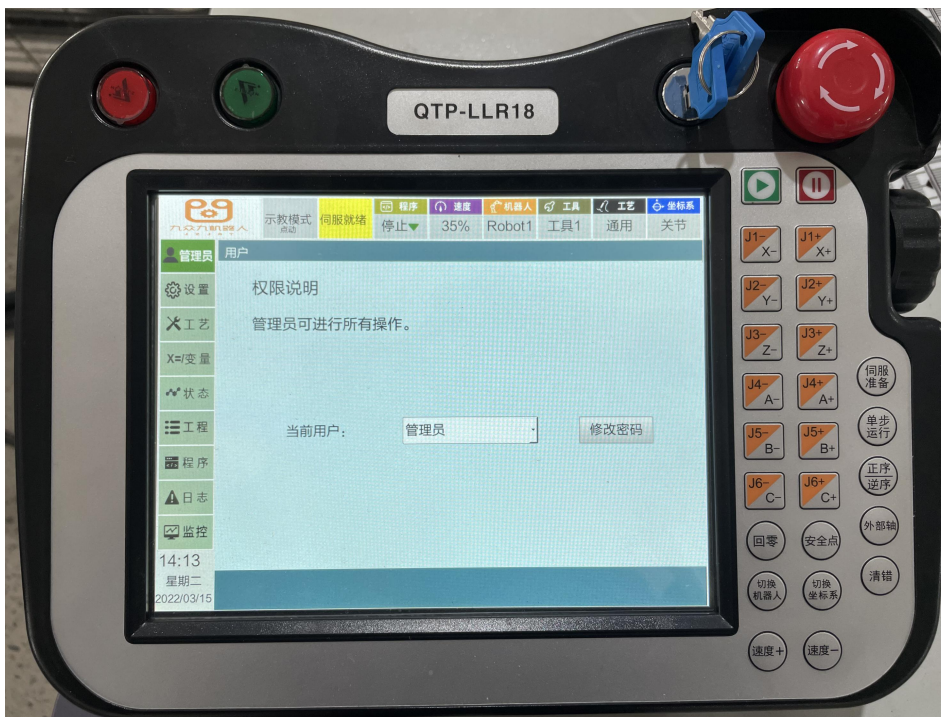 QTP-LLR18
九众九机器人
示教模式
点动
伺服就绪
程序
停止
速度
35%
机器人
Robot1
工具
工具1
工艺
通用
坐标系
关节
管理员
用户
设置
工艺
X=/变量
状态
工程
程序
日志
监控
14:13
星期二
2022/03/15
权限说明
管理员可进行所有操作。
当前用户:
管理员
修改密码
J1-
X-
J1+
X+
J2-
Y-
J2+
Y+
J3-
Z-
J3+
Z+
J4-
A-
J4+
A+
J5-
B-
J5+
B+
J6-
C-
J6+
C+
伺服
准备
单步
运行
正序
逆序
外部轴
清错
回零
安全点
切换
机器人
切换
坐标系
速度+
速度-